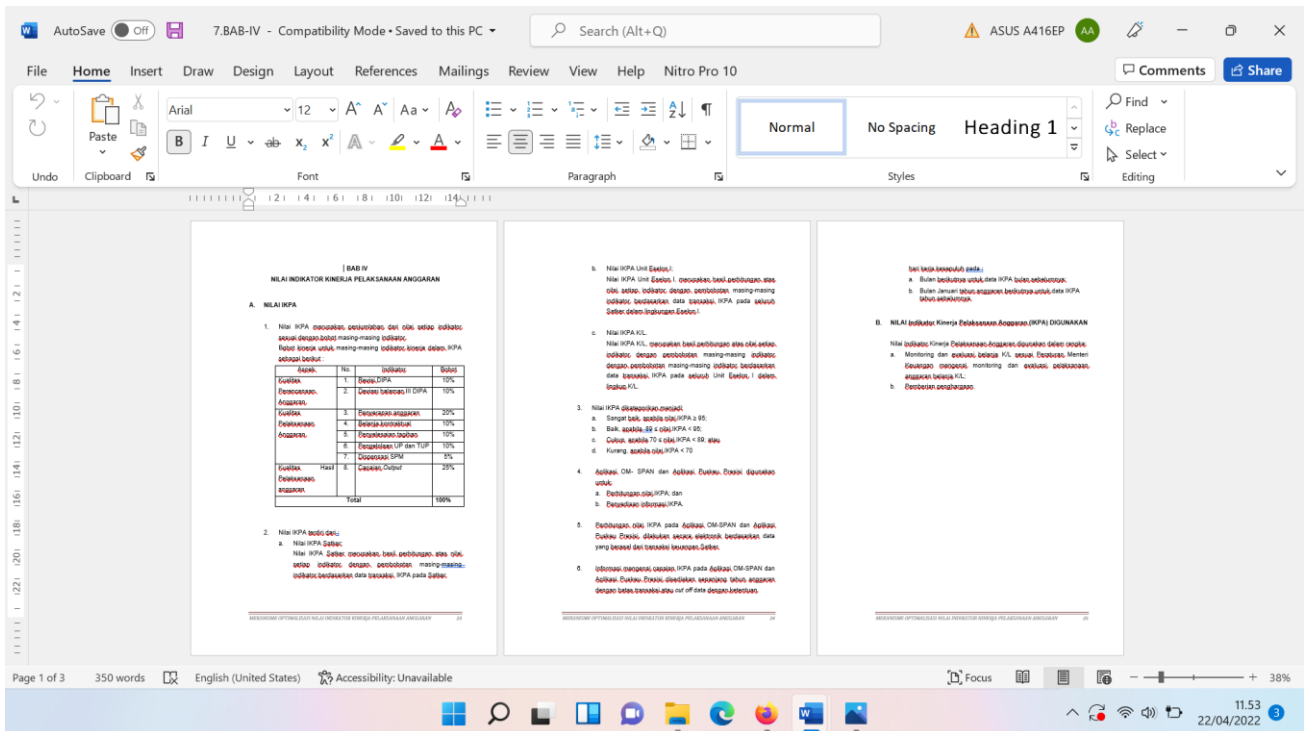 AutoSave Off 7.BAB-IV - Compatibility Mode • Saved to this PC Search (Alt+Q) ASUS A416EP AA
File Home Insert Draw Design Layout References Mailings Review View Help Nitro Pro 10 Comments Share
Paste Arial 12 Normal No Spacing Heading 1 Find Replace Select
Undo Clipboard Font Paragraph Styles Editing
BAB IV
NILAI INDIKATOR KINERJA PELAKSANAAN ANGGARAN
A. NILAI IKPA
1. Nilai IKPA merupakan penjumlahan dari nilai setiap indikator
sesuai dengan bobot masing-masing indikator.
Bobot kinerja untuk masing-masing indikator kinerja dalam IKPA
sebagai berikut :
Aspek No. Indikator Bobot
Kualitas 1. Revisi DIPA 10%
Perencanaan 2. Deviasi halaman III DIPA 10%
Anggaran
Kualitas 3. Penyerapan anggaran 20%
Pelaksanaan 4. Belanja kontraktual 10%
Anggaran 5. Penyelesaian tagihan 10%
6. Pengelolaan UP dan TUP 10%
7. Dispensasi SPM 5%
Kualitas Hasil 8. Capaian Output 25%
Pelaksanaan
anggaran
Total 100%
2. Nilai IKPA terdiri dari :
a. Nilai IKPA Satker;
Nilai IKPA Satker merupakan hasil perhitungan atas nilai
setiap indikator dengan pembobotan masing-masing
indikator berdasarkan data transaksi IKPA pada Satker.
MEKANISME OPTIMALISASI NILAI INDIKATOR KINERJA PELAKSANAAN ANGGARAN
b. Nilai IKPA Unit Eselon I;
Nilai IKPA Unit Eselon I merupakan hasil perhitungan atas
nilai setiap indikator dengan pembobotan masing-masing
indikator berdasarkan data transaksi IKPA pada seluruh
Satker dalam lingkungan Eselon I.
c. Nilai IKPA K/L.
Nilai IKPA K/L merupakan hasil perhitungan atas nilai setiap
indikator dengan pembobotan masing-masing indikator
dengan pembobotan masing-masing indikator berdasarkan
data transaksi IKPA pada seluruh Unit Eselon I dalam
lingkup K/L.
3. Nilai IKPA dikategorikan menjadi:
a. Sangat baik, apabila nilai IKPA ≥ 95;
b. Baik, apabila 89 ≤ nilai IKPA < 95;
c. Cukup, apabila 70 ≤ nilai IKPA < 89; atau
d. Kurang, apabila nilai IKPA < 70
4. Aplikasi OM- SPAN dan Aplikasi Puskeu Presisi digunakan
untuk:
a. Perhitungan nilai IKPA; dan
b. Penyediaan informasi IKPA.
5. Perhitungan nilai IKPA pada Aplikasi OM-SPAN dan Aplikasi
Puskeu Presisi dilakukan secara elektronik berdasarkan data
yang berasal dari transaksi keuangan Satker.
6. Informasi mengenai capaian IKPA pada Aplikasi OM-SPAN dan
Aplikasi Puskeu Presisi disediakan sepanjang tahun anggaran
dengan batas transaksi atau cut off data dengan ketentuan
MEKANISME OPTIMALISASI NILAI INDIKATOR KINERJA PELAKSANAAN ANGGARAN
hari kerja kesepuluh pada :
a. Bulan berikutnya untuk data IKPA bulan sebelumnya;
b. Bulan Januari tahun anggaran berikutnya untuk data IKPA
tahun sebelumnya.
B. NILAI Indikator Kinerja Pelaksanaan Anggaran (IKPA) DIGUNAKAN
Nilai Indikator Kinerja Pelaksanaan Anggaran digunakan dalam rangka:
a. Monitoring dan evaluasi belanja K/L sesuai Peraturan Menteri
Keuangan mengenai monitoring dan evaluasi pelaksanaan
anggaran belanja K/L;
b. Pemberian penghargaan.
MEKANISME OPTIMALISASI NILAI INDIKATOR KINERJA PELAKSANAAN ANGGARAN
Page 1 of 3 350 words English (United States) Accessibility: Unavailable Focus 38%
11.53
22/04/2022 3